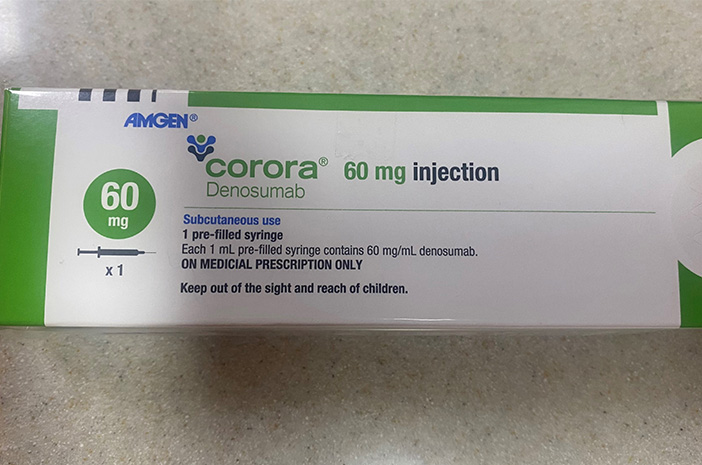 AMGEN®
corora® 60 mg injection
Denosumab
60
mg
x 1
Subcutaneous use
1 pre-filled syringe
Each 1 mL pre-filled syringe contains 60 mg/mL denosumab.
ON MEDICIAL PRESCRIPTION ONLY
Keep out of the sight and reach of children.